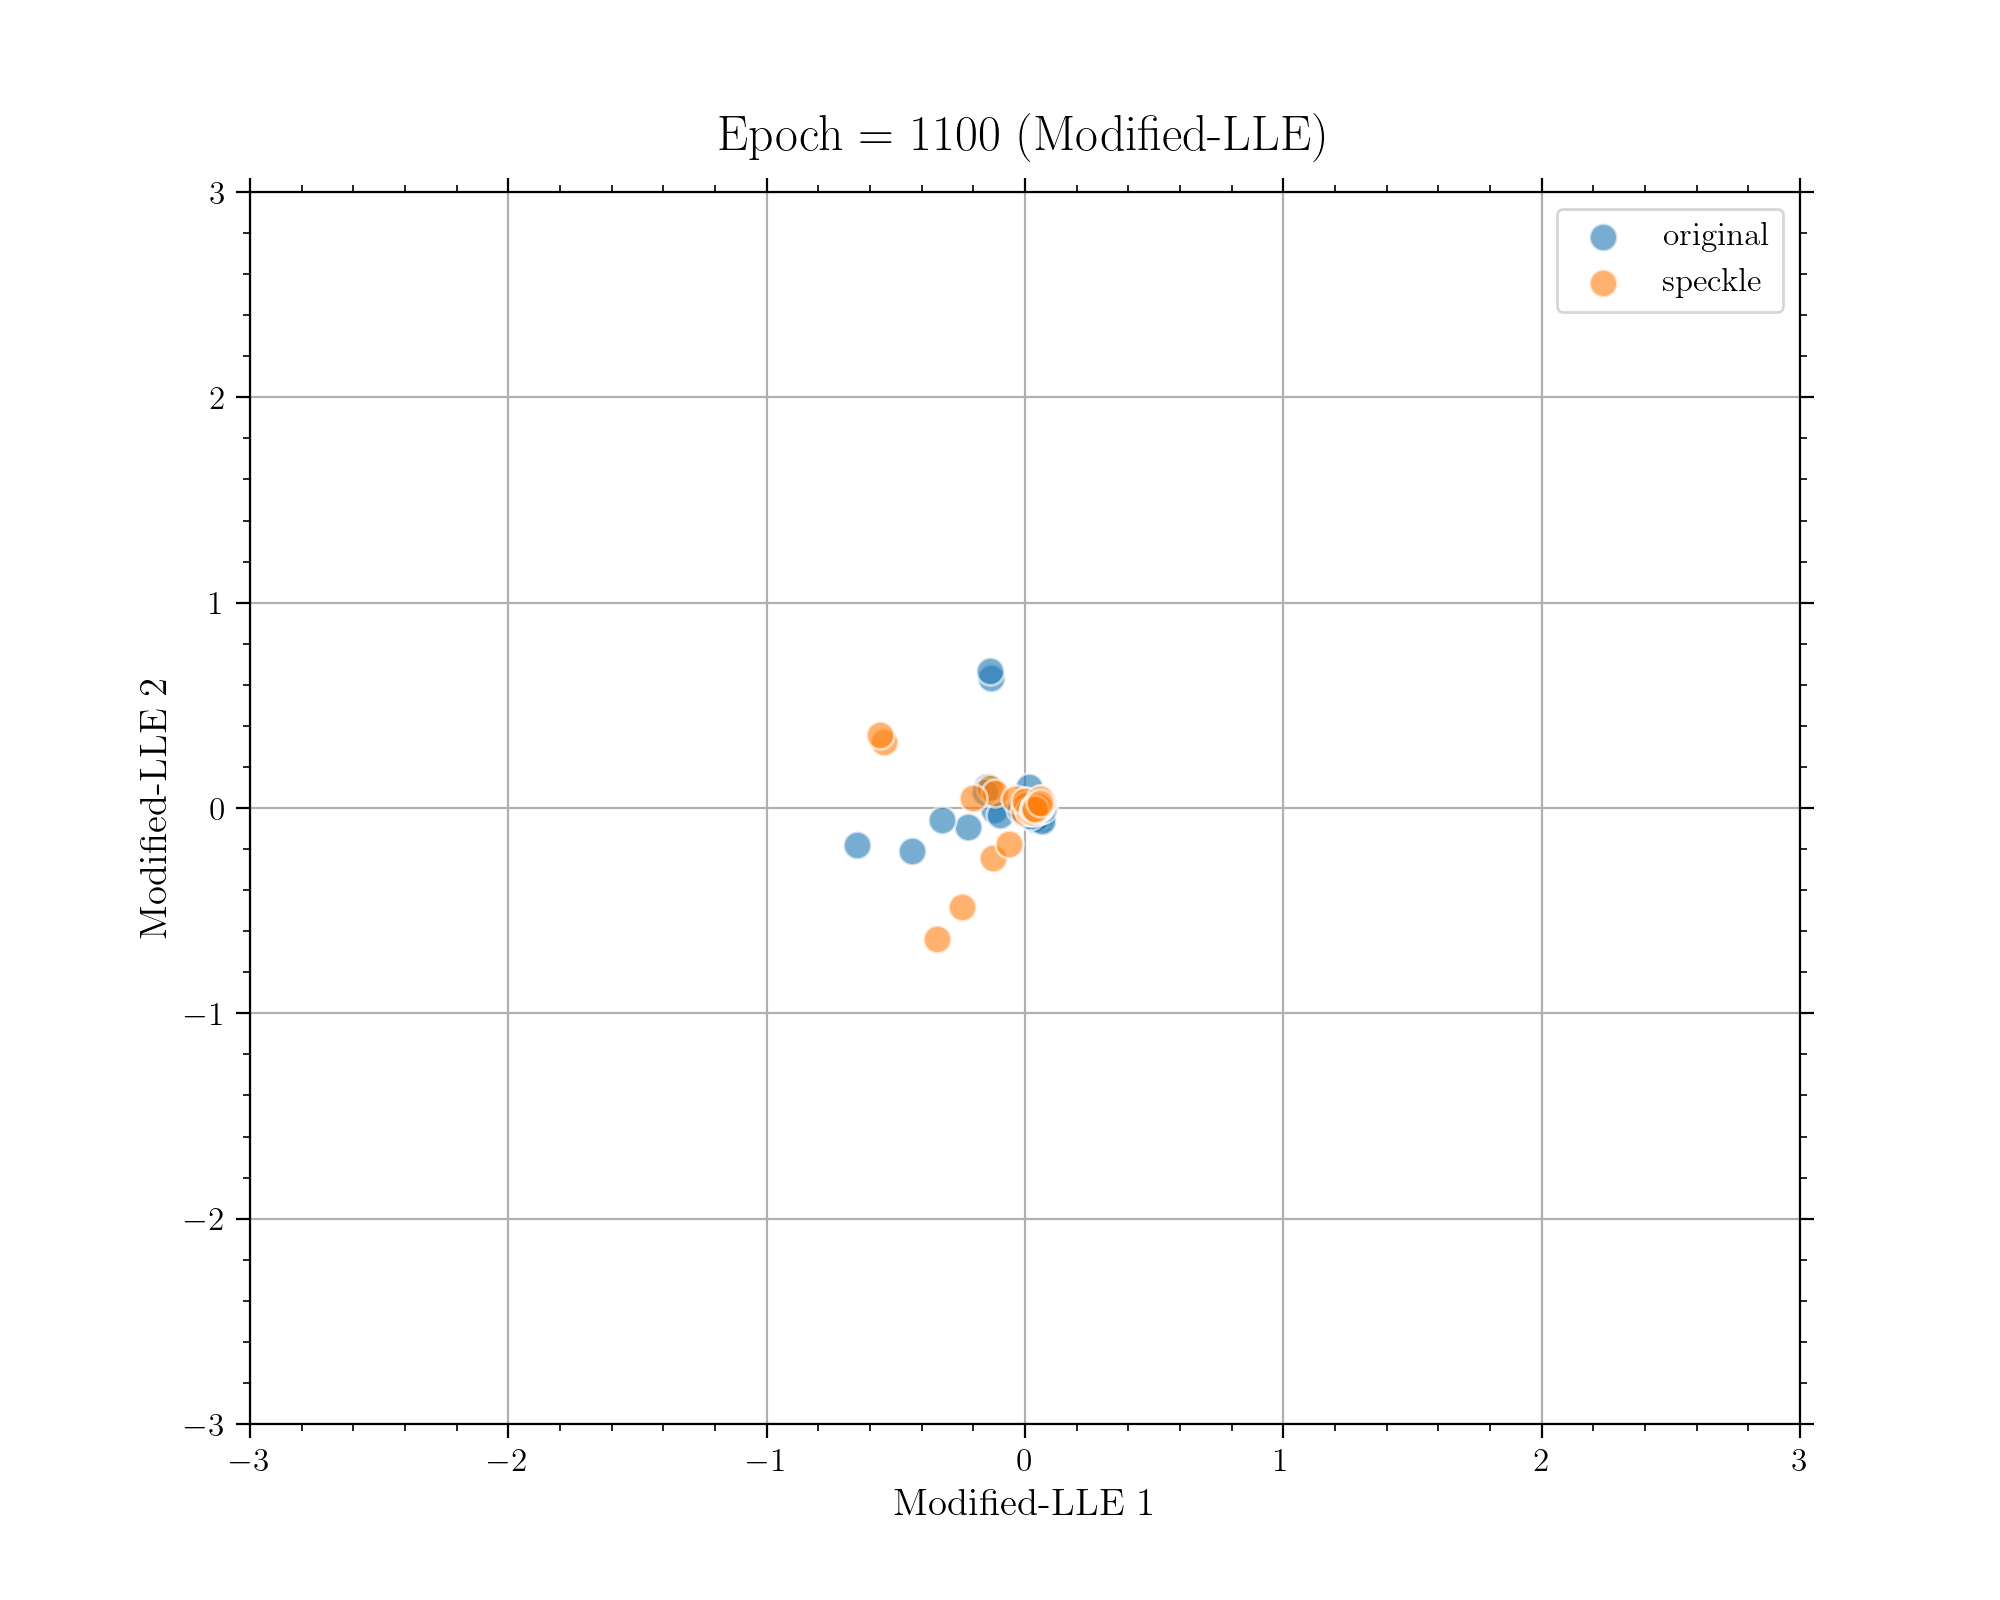 Epoch = 1100 (Modified-LLE)
original
speckle
3
2
1
0
−1
−2
−3
Modified-LLE 2
−3
−2
−1
0
1
2
3
Modified-LLE 1